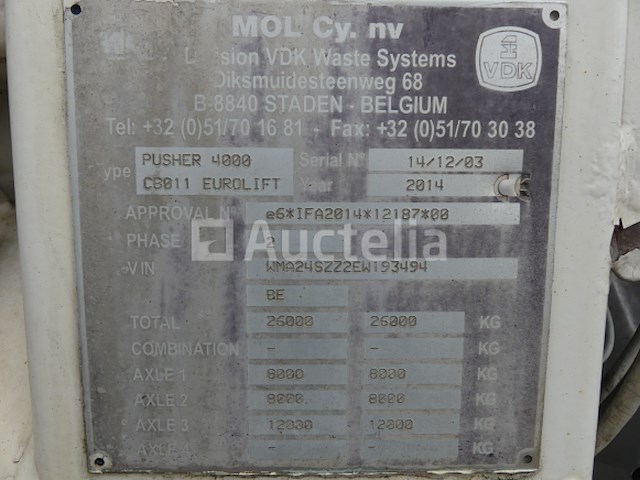 MOL Cy. nv
VDK Waste Systems
Diksmuidesteenweg 68
B-8840 STADEN - BELGIUM
Tel: +32 (0)51/70 16 81 - Fax: +32 (0)51/70 30 38
VDK
PUSHER 4000 Serial N° 14/12/03
CB011 EUROLIFT Year 2014
APPROVAL N° e6*IFA2014*12187*00
PHASE 2
Auctelia
VIN WMA24SZZ2EW193494
BE
TOTAL 26000 26000 KG
COMBINATION - - KG
AXLE 1 8000 8000 KG
AXLE 2 8000 8000 KG
AXLE 3 12000 12000 KG
AXLE - - KG